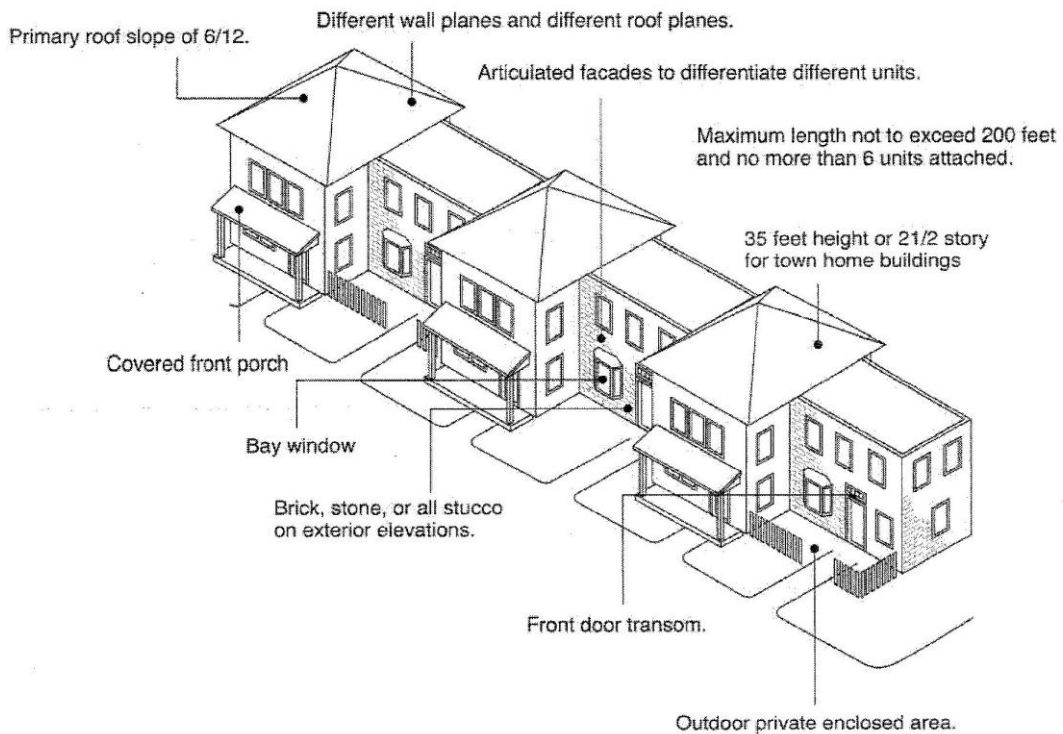 Different wall planes and different roof planes.
Primary roof slope of 6/12.
Articulated facades to differentiate different units.
Maximum length not to exceed 200 feet
and no more than 6 units attached.
35 feet height or 21/2 story
for town home buildings
Covered front porch
Bay window
Brick, stone, or all stucco
on exterior elevations.
Front door transom.
Outdoor private enclosed area.